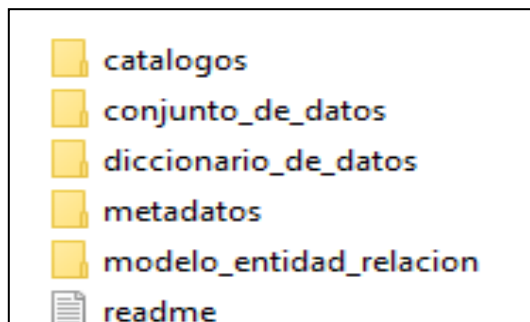 catalogos
conjunto_de_datos
diccionario_de_datos
metadatos
modelo_entidad_relacion
readme